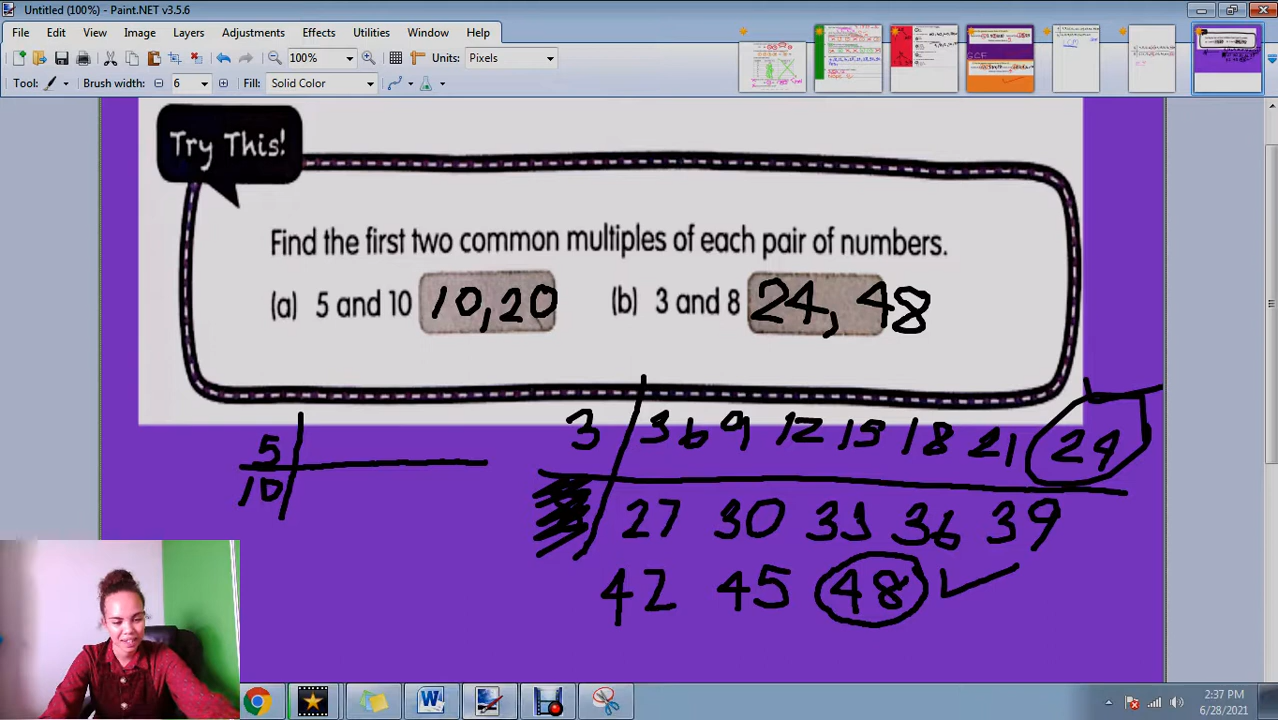 Untitled (100%) - Paint.NET v3.5.6
File Edit View Image Layers Adjustments Effects Utilities Window Help
100% Units: Pixels
Tool: Brush width: 6 Fill: Solid Color
Try This!
Find the first two common multiples of each pair of numbers.
(a) 5 and 10 10,20 (b) 3 and 8 24, 48
3 3 6 9 12 15 18 21 24
5
10
27 30 33 36 39
42 45 48
2:37 PM
6/28/2021